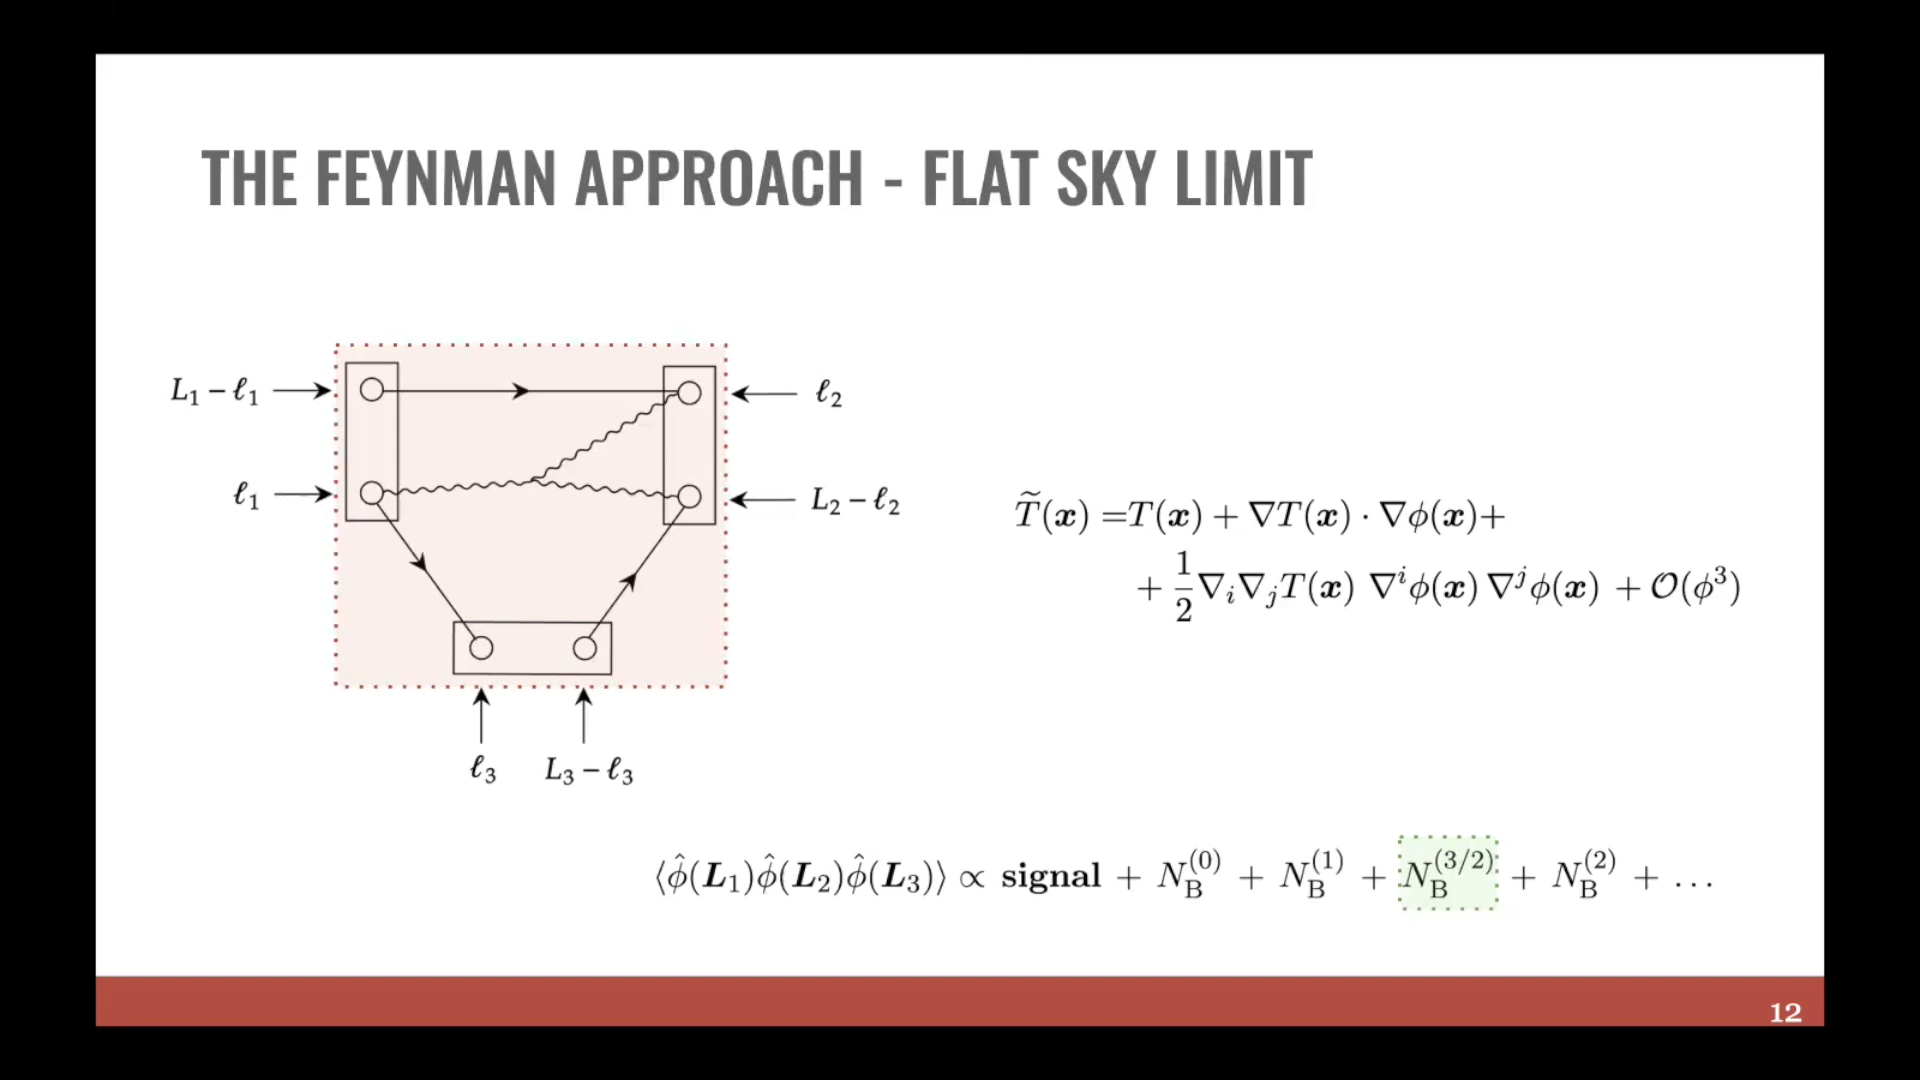 THE FEYNMAN APPROACH - FLAT SKY LIMIT
L₁ − ℓ₁
ℓ₂
ℓ₁
L₂ − ℓ₂
T̃(x) =T(x) + ∇T(x) · ∇ϕ(x)+
+ 1/2 ∇ᵢ∇ⱼT(x) ∇ⁱϕ(x) ∇ʲϕ(x) + 𝒪(ϕ³)
ℓ₃
L₃ − ℓ₃
⟨ϕ̂(L₁)ϕ̂(L₂)ϕ̂(L₃)⟩ ∝ signal + N_B^(0) + N_B^(1) + N_B^(3/2) + N_B^(2) + ...
12